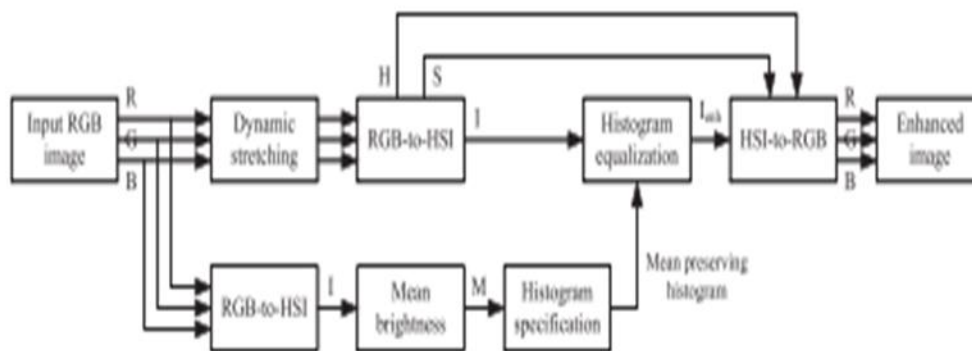 H S
R
G
B
Input RGB
image
Dynamic
stretching
RGB-to-HSI
I
Histogram
equalization
HSI-to-RGB
R
G
B
Enhanced
image
RGB-to-HSI
I
Mean
brightness
M
Histogram
specification
Mean preserving
histogram